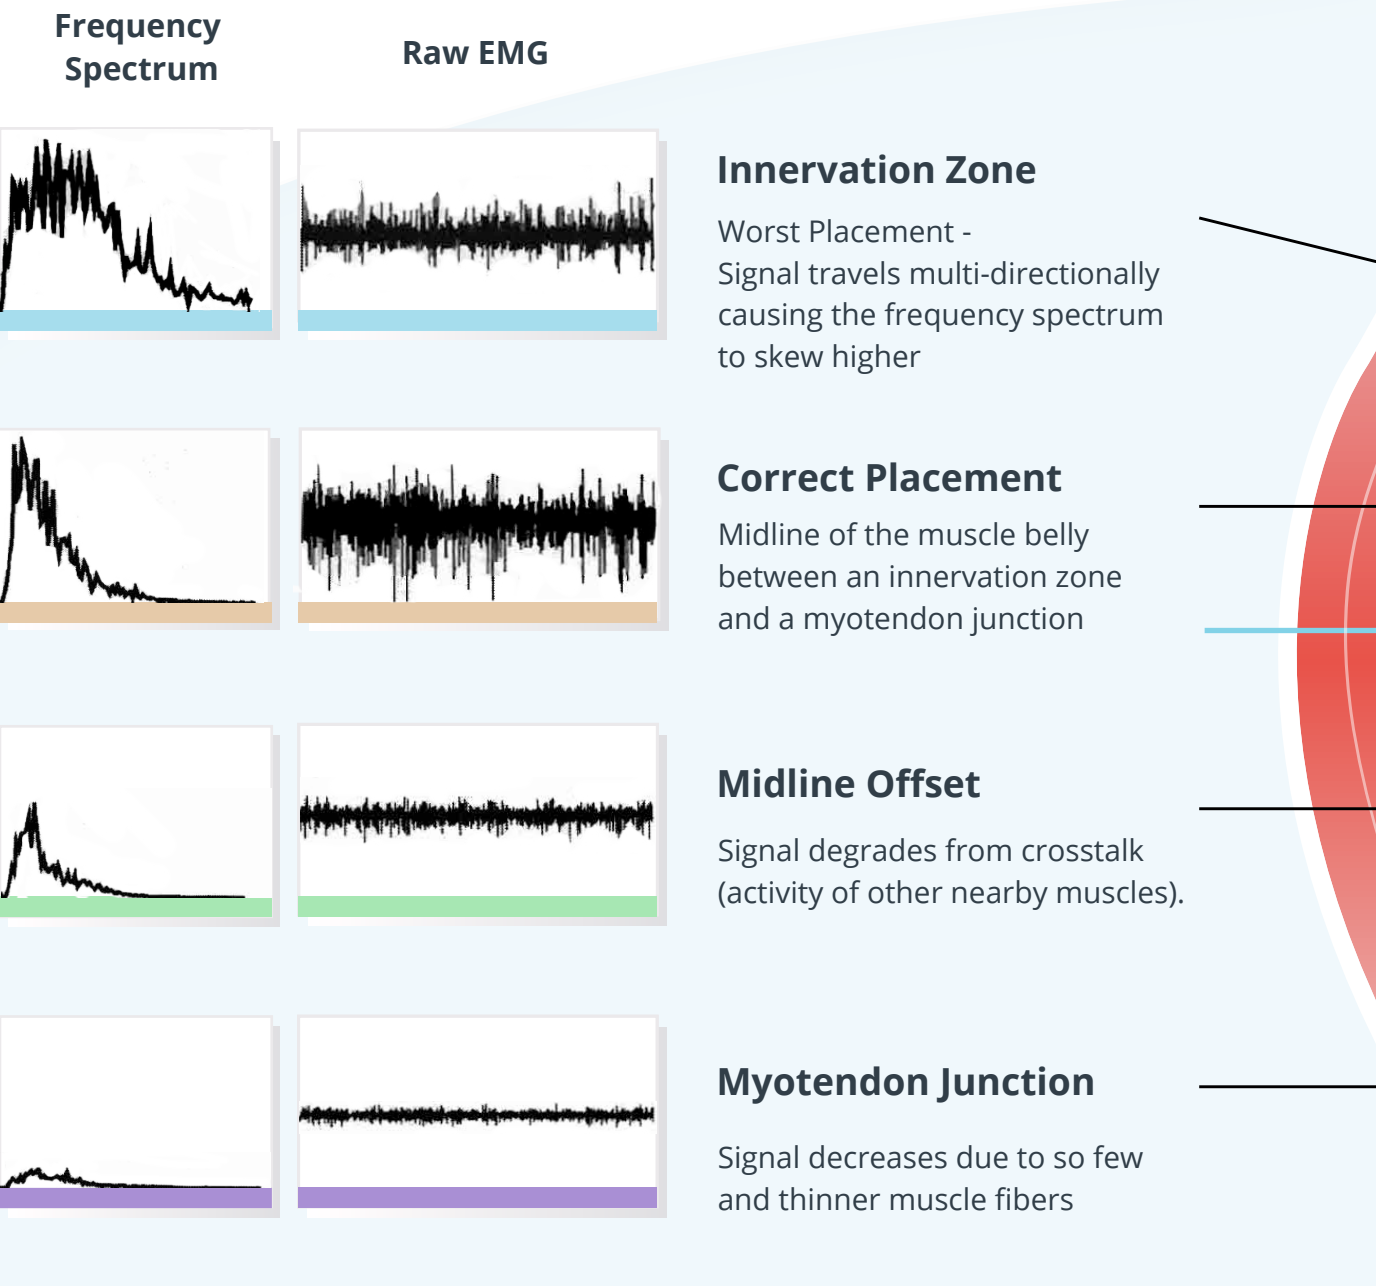 Frequency
Spectrum
Raw EMG
Innervation Zone
Worst Placement -
Signal travels multi-directionally
causing the frequency spectrum
to skew higher
Correct Placement
Midline of the muscle belly
between an innervation zone
and a myotendon junction
Midline Offset
Signal degrades from crosstalk
(activity of other nearby muscles).
Myotendon Junction
Signal decreases due to so few
and thinner muscle fibers